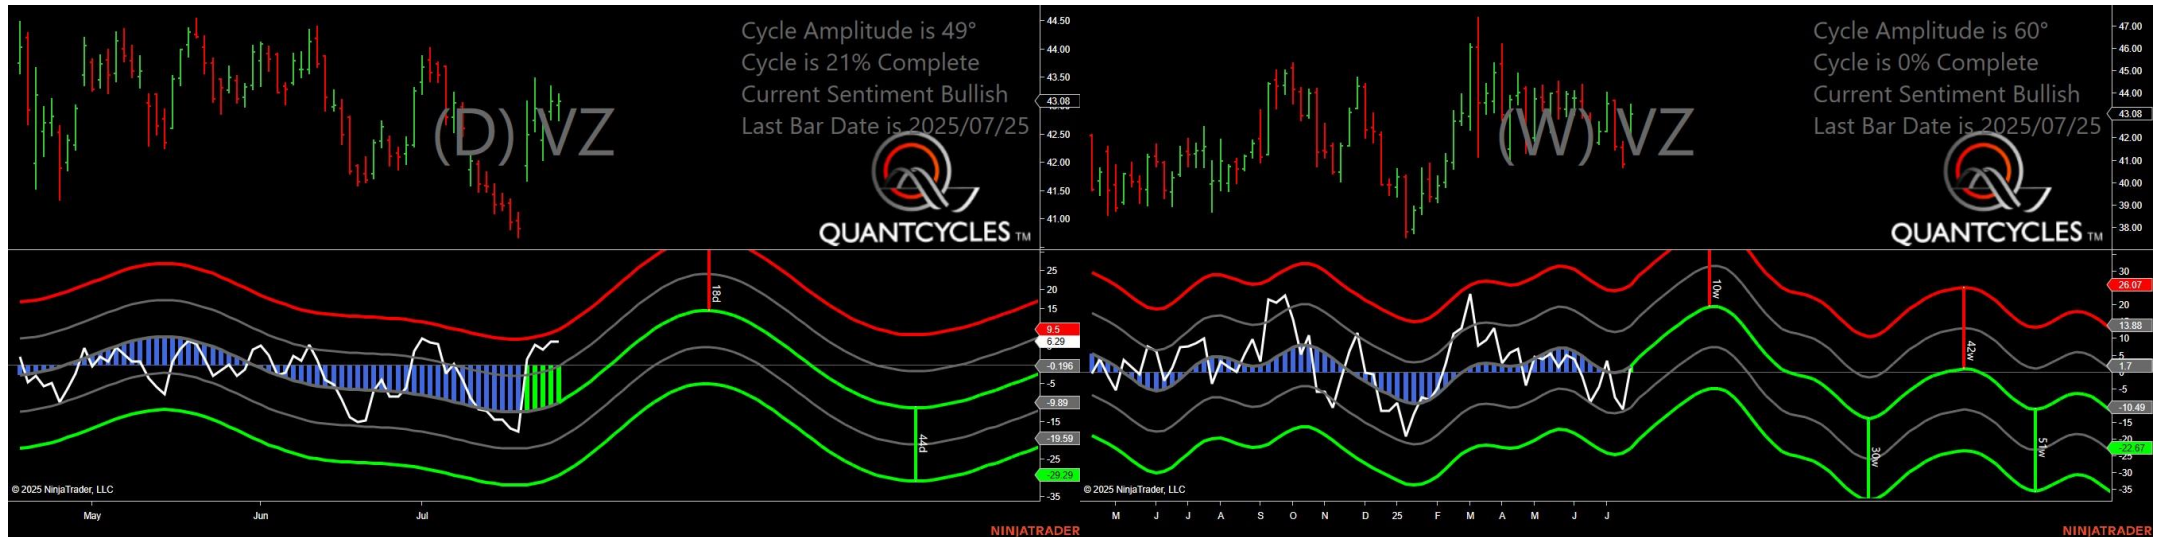 Cycle Amplitude is 49°
Cycle is 21% Complete
Current Sentiment Bullish
Last Bar Date is 2025/07/25
(D) VZ
QUANTCYCLES TM
44.50
44.00
43.50
43.08
42.50
42.00
41.50
41.00
18d
44d
25
20
15
9.5
6.29
-0.196
-5
-9.89
-15
-19.59
-25
-29.29
-35
© 2025 NinjaTrader, LLC
May Jun Jul
NINJATRADER
Cycle Amplitude is 60°
Cycle is 0% Complete
Current Sentiment Bullish
Last Bar Date is 2025/07/25
(W) VZ
QUANTCYCLES TM
47.00
46.00
45.00
44.00
43.08
42.00
41.00
40.00
39.00
38.00
10w
30w
42w
51w
30
26.07
20
13.88
10
5
1.7
-5
-10.49
-15
-20
-22.67
-25
-30
-35
© 2025 NinjaTrader, LLC
M J J A S O N D 25 F M A M J J
NINJATRADER